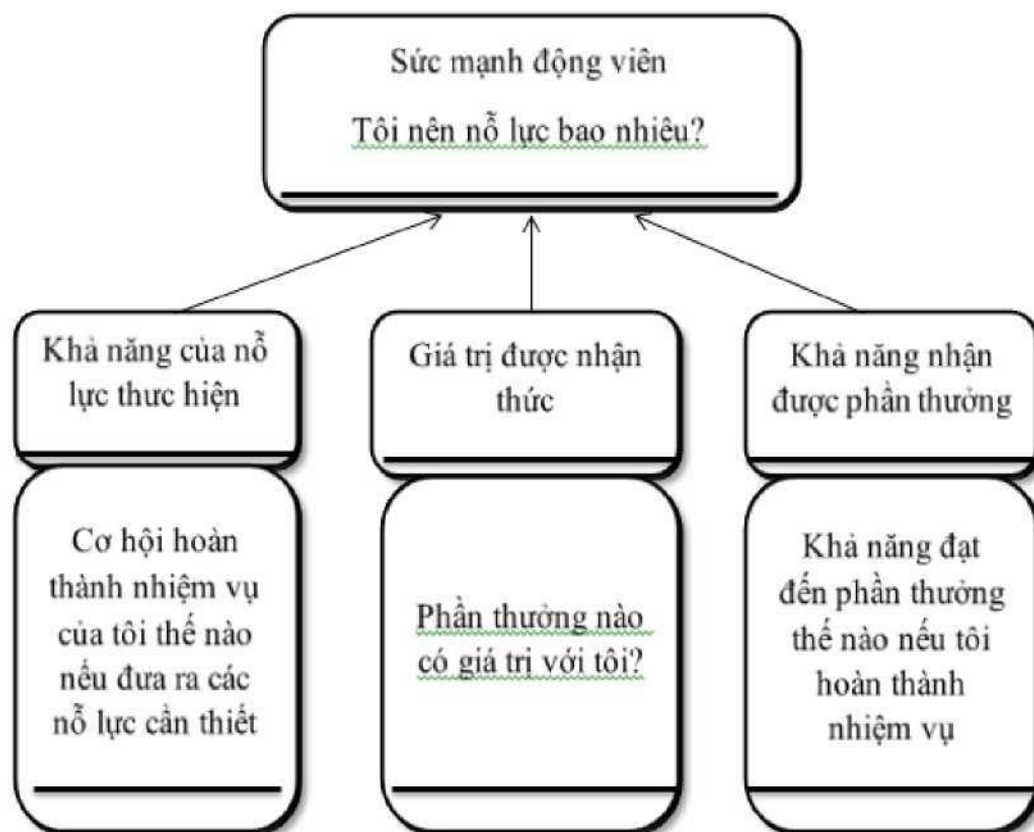 Sức mạnh động viên
Tôi nên nỗ lực bao nhiêu?
Khả năng của nỗ
lực thưc hiện
Giá trị được nhận
thức
Khả năng nhận
được phần thưởng
Cơ hội hoàn
thành nhiệm vụ
của tôi thế nào
nếu đưa ra các
nỗ lực cần thiết
Phần thưởng nào
có giá trị với tôi?
Khả năng đạt
đến phần thưởng
thế nào nếu tôi
hoàn thành
nhiệm vụ